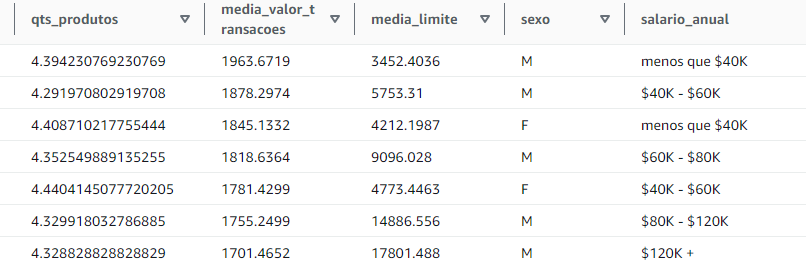 qts_produtos media_valor_t
ransacoes media_limite sexo salario_anual
4.394230769230769 1963.6719 3452.4036 M menos que $40K
4.291970802919708 1878.2974 5753.31 M $40K - $60K
4.408710217755444 1845.1332 4212.1987 F menos que $40K
4.352549889135255 1818.6364 9096.028 M $60K - $80K
4.4404145077720205 1781.4299 4773.4463 F $40K - $60K
4.329918032786885 1755.2499 14886.556 M $80K - $120K
4.328828828828829 1701.4652 17801.488 M $120K +